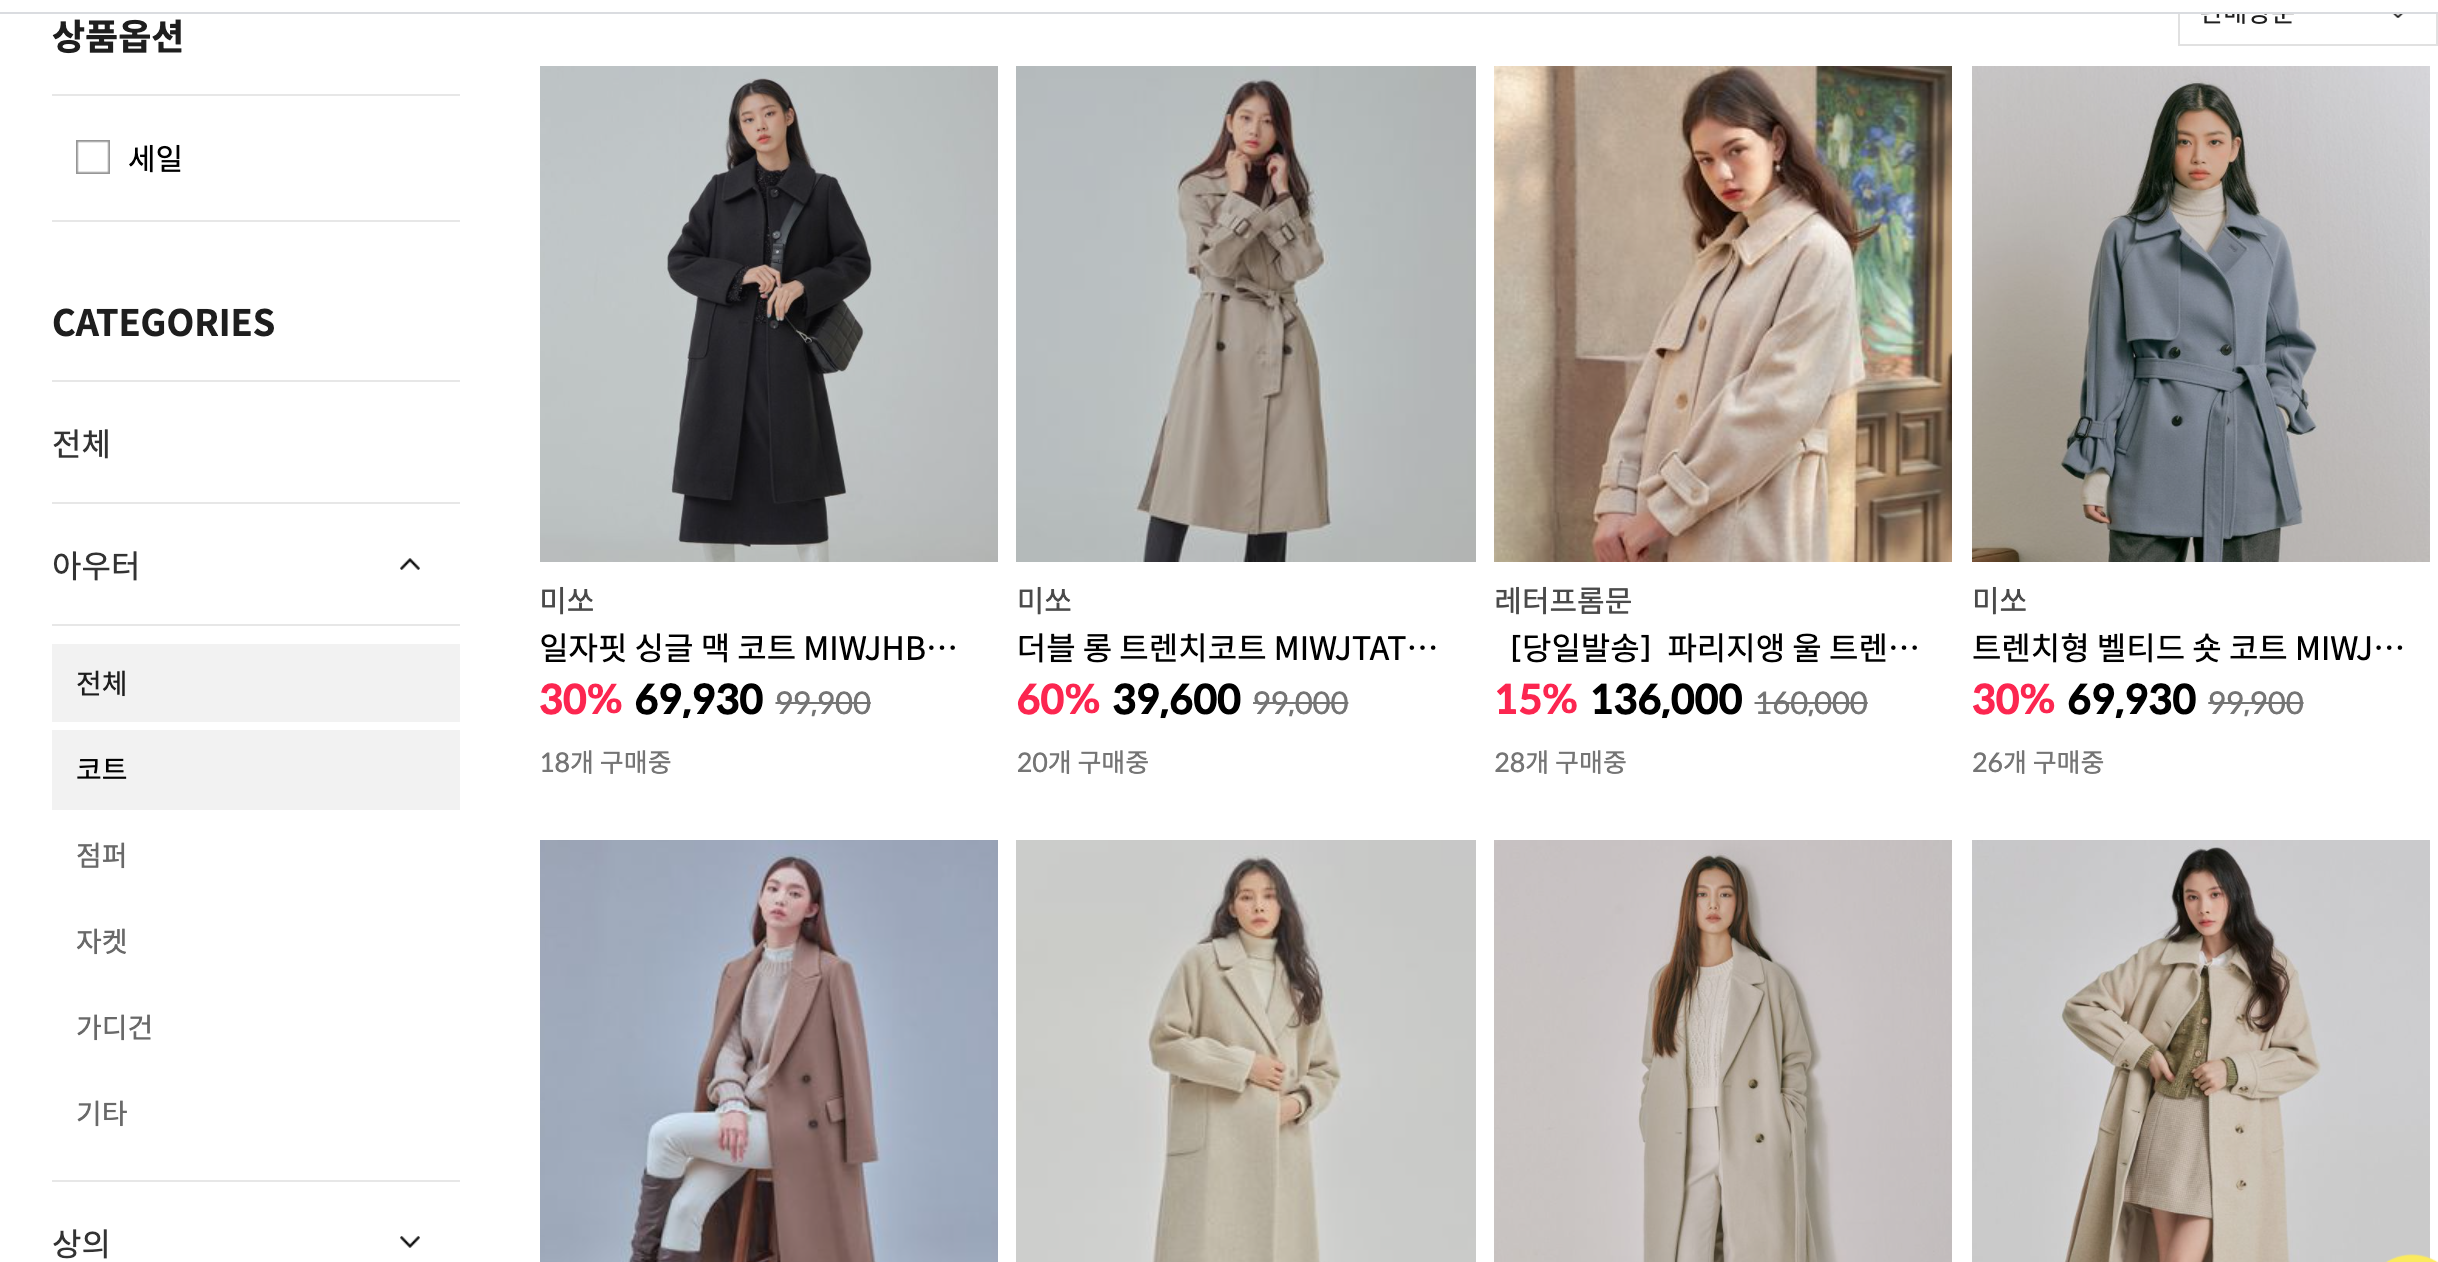 상품옵션
세일
CATEGORIES
전체
아우터
전체
코트
점퍼
자켓
가디건
기타
상의
미쏘
일자핏 싱글 맥 코트 MIWJHB…
30% 69,930 99,900
18개 구매중
미쏘
더블 롱 트렌치코트 MIWJTAT…
60% 39,600 99,000
20개 구매중
레터프롬문
[당일발송] 파리지앵 울 트렌…
15% 136,000 160,000
28개 구매중
미쏘
트렌치형 벨티드 숏 코트 MIWJ…
30% 69,930 99,900
26개 구매중